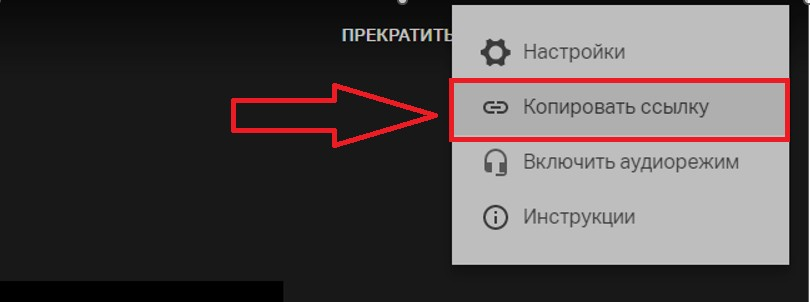 ПРЕКРАТИТЬ
Настройки
Копировать ссылку
Включить аудиорежим
Инструкции